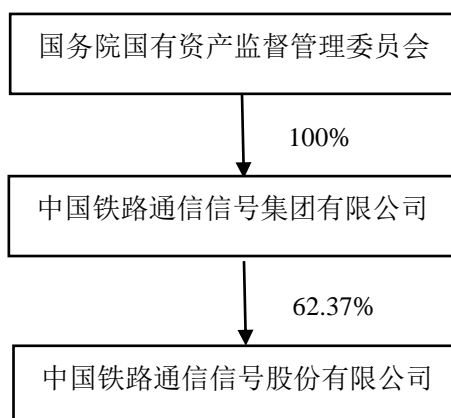 国务院国有资产监督管理委员会
100%
中国铁路通信信号集团有限公司
62.37%
中国铁路通信信号股份有限公司